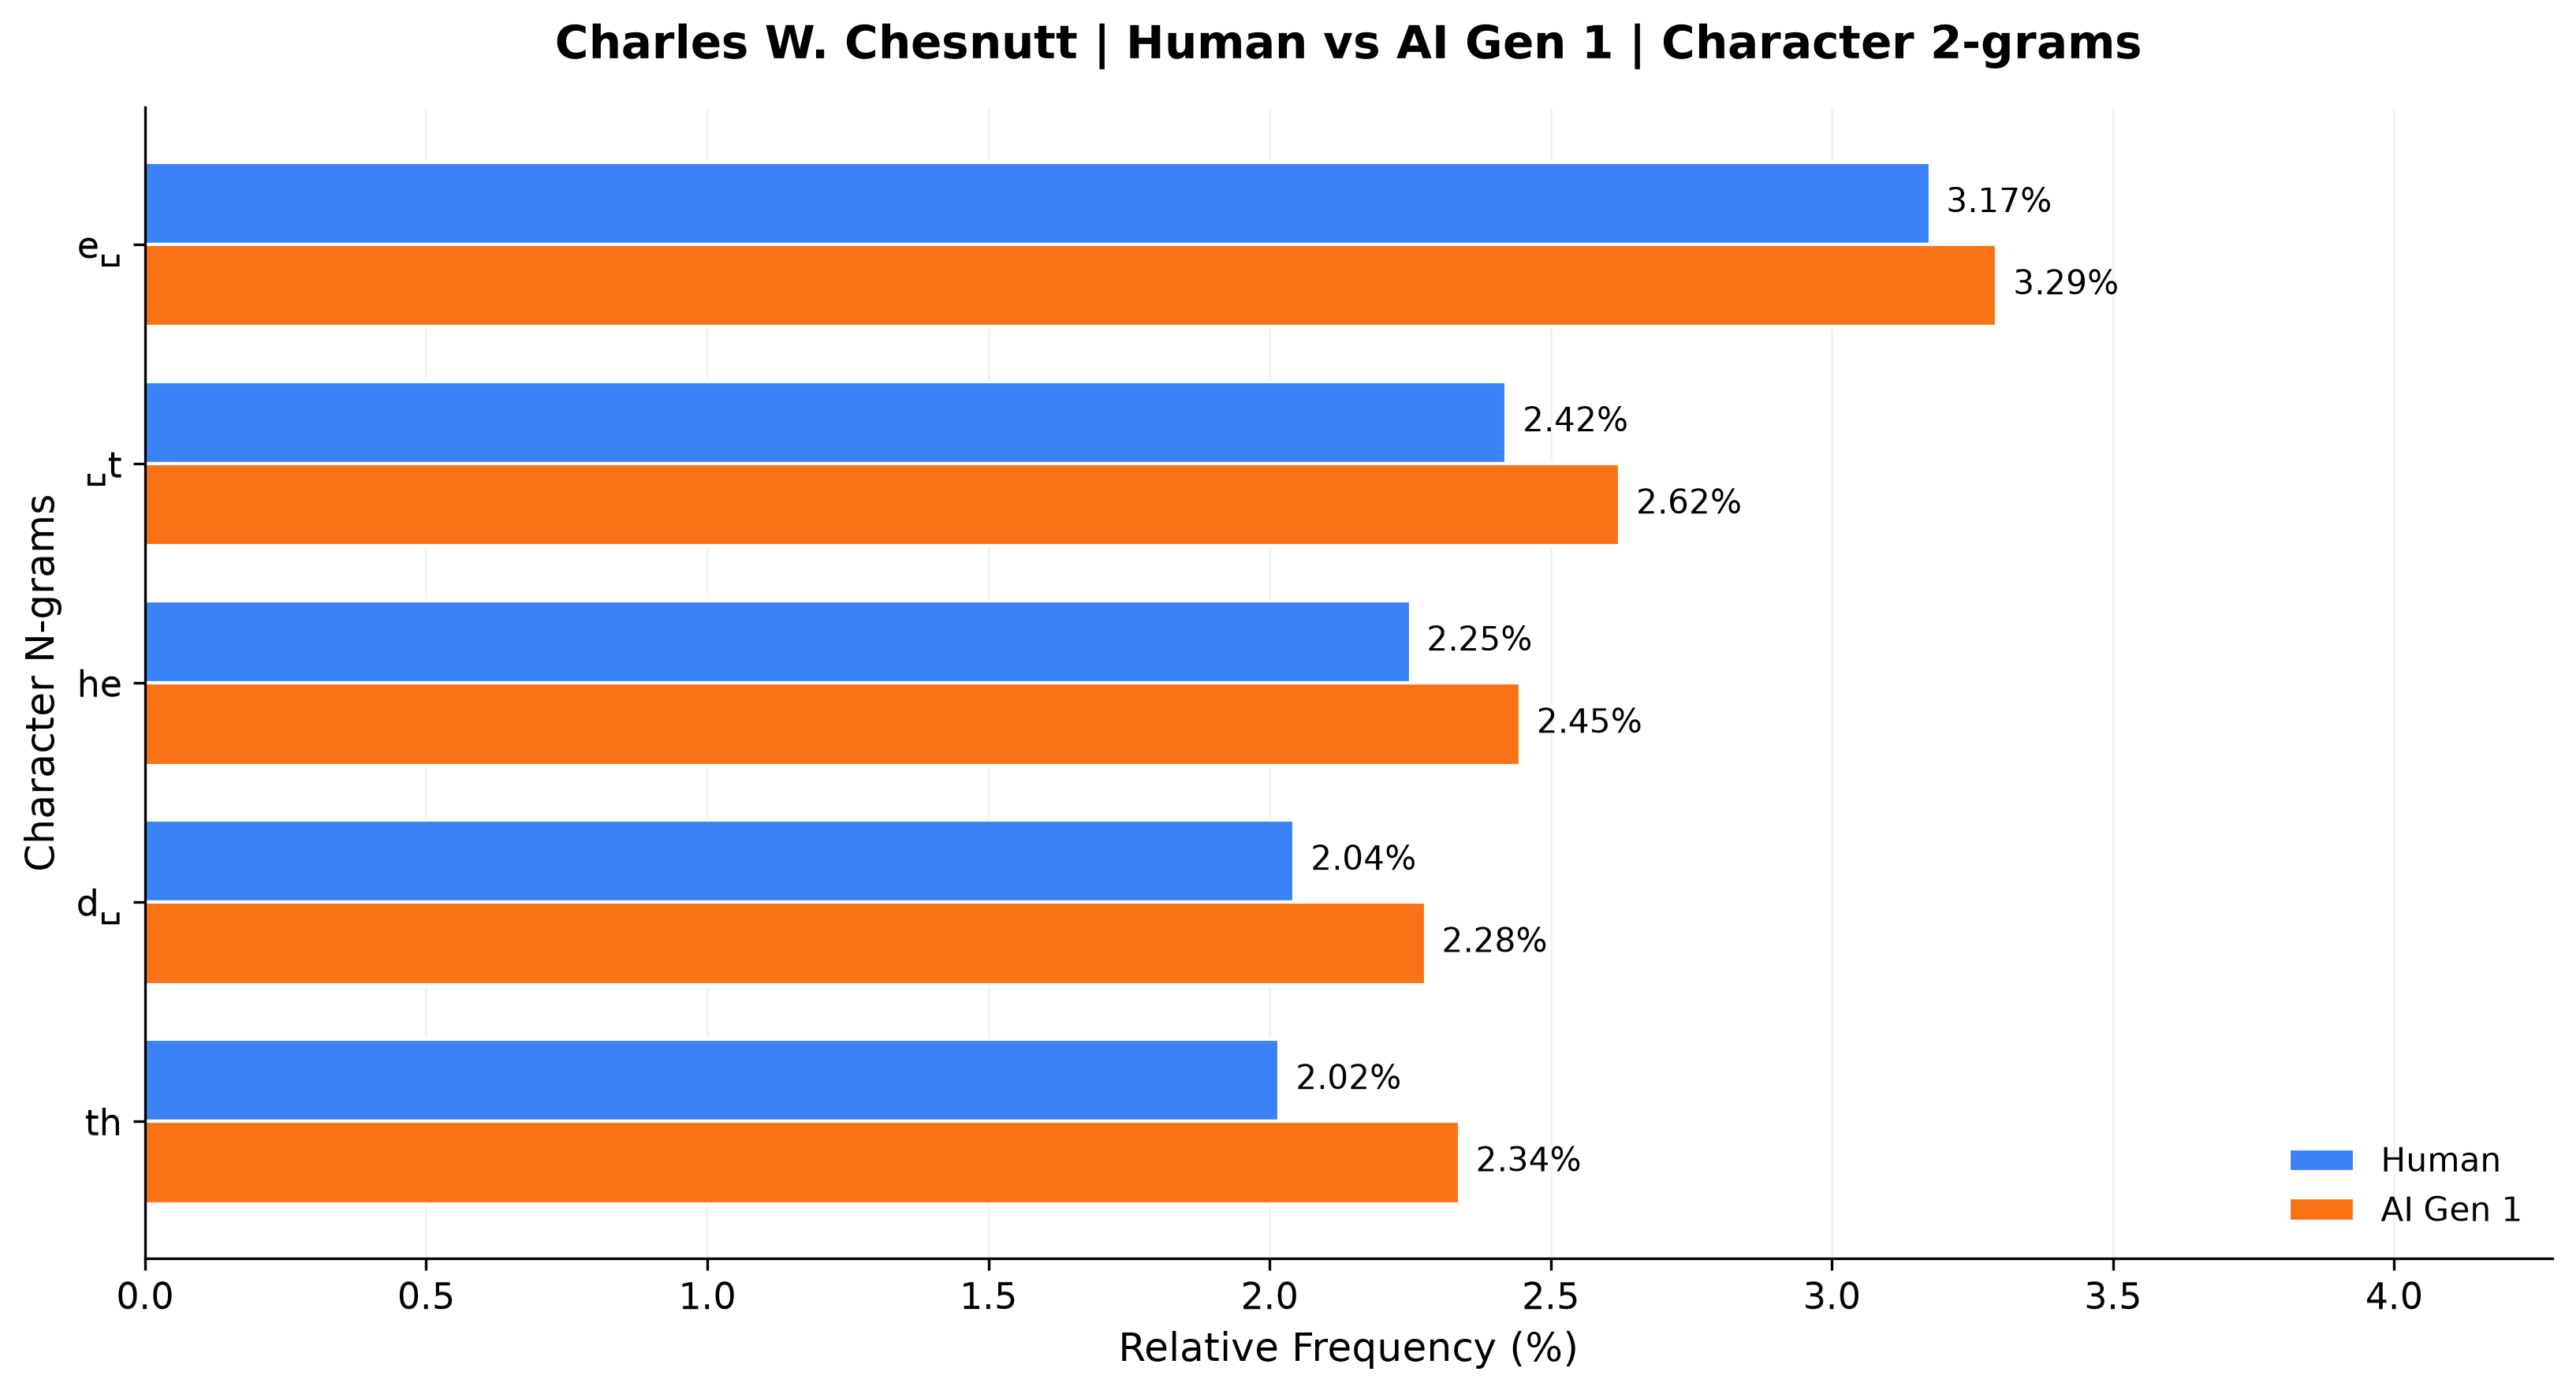 Charles W. Chesnutt | Human vs AI Gen 1 | Character 2-grams
Character N-grams
e␣
3.17%
3.29%
␣t
2.42%
2.62%
he
2.25%
2.45%
d␣
2.04%
2.28%
th
2.02%
2.34%
Human
AI Gen 1
0.0 0.5 1.0 1.5 2.0 2.5 3.0 3.5 4.0
Relative Frequency (%)